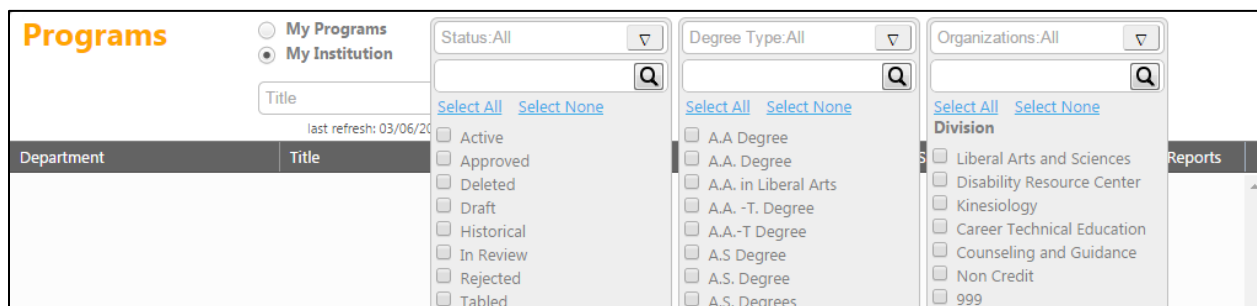 Programs
My Programs
My Institution
Title
last refresh: 03/06/20
Status:All
Select All Select None
Active
Approved
Deleted
Draft
Historical
In Review
Rejected
Tabled
Degree Type:All
Select All Select None
A.A Degree
A.A. Degree
A.A. in Liberal Arts
A.A. -T. Degree
A.A.-T Degree
A.S Degree
A.S. Degree
A.S. Degrees
Organizations:All
Select All Select None
Division
Liberal Arts and Sciences
Disability Resource Center
Kinesiology
Career Technical Education
Counseling and Guidance
Non Credit
999
Department Title S Reports